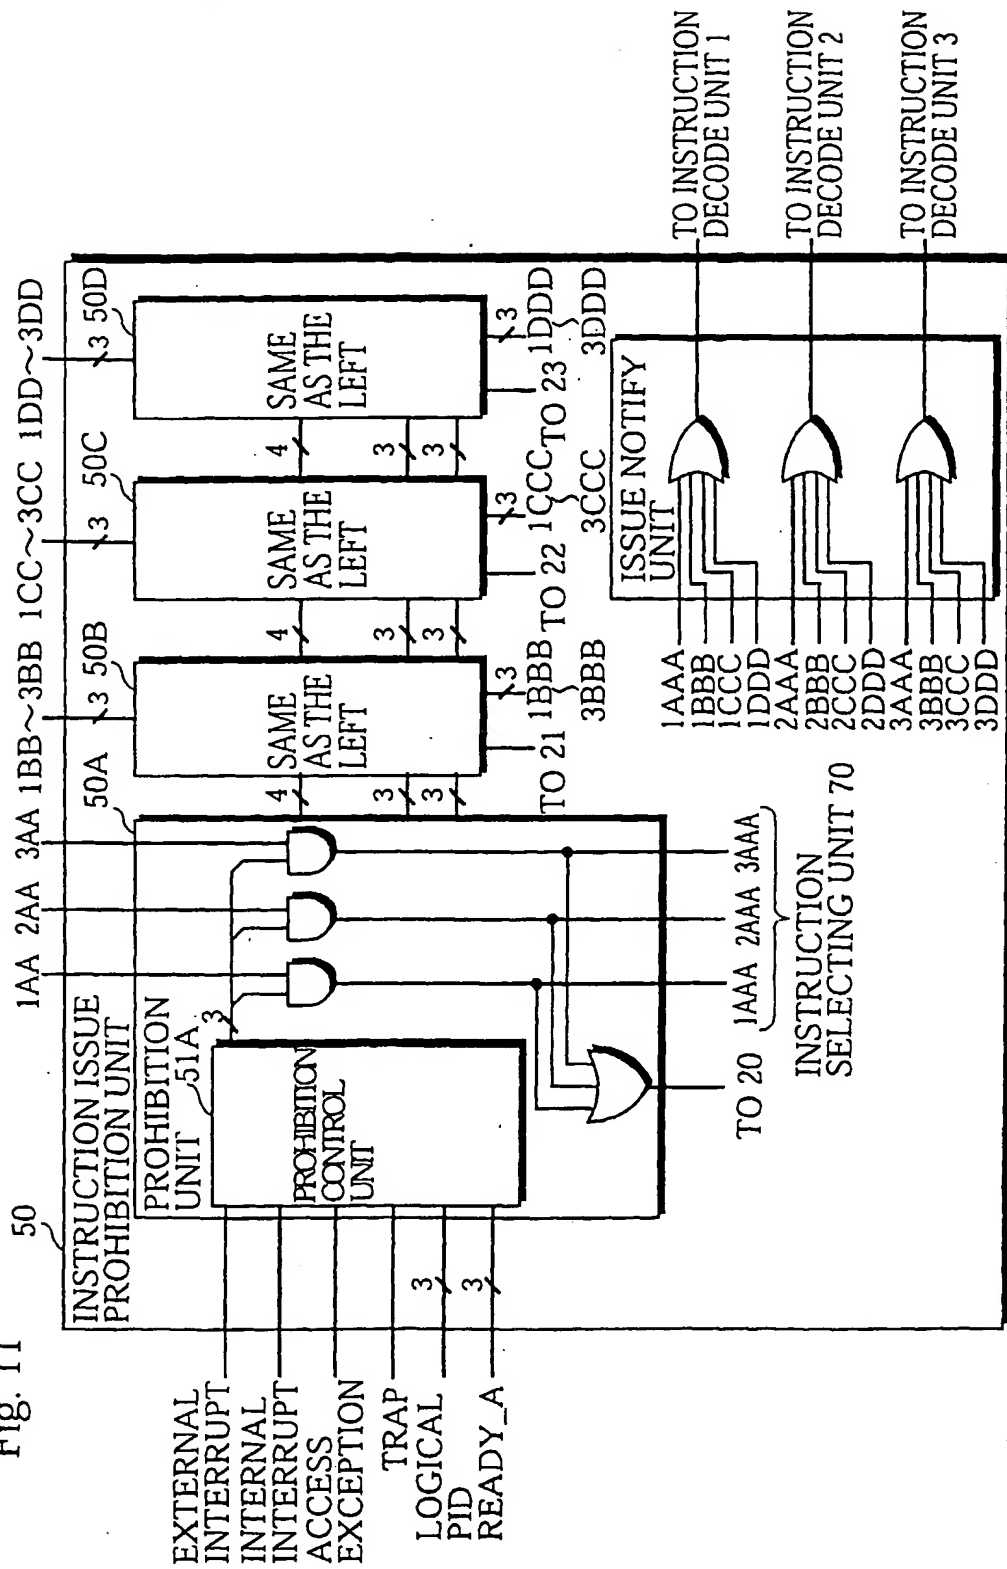 Fig. 11
50
INSTRUCTION ISSUE
PROHIBITION UNIT
1AA 2AA 3AA 1BB~3BB 1CC~3CC 1DD~3DD
50A
50B
50C
50D
3
3
3
PROHIBITION
UNIT
51A
3
PROHIBITION
CONTROL
UNIT
SAME
AS THE
LEFT
SAME
AS THE
LEFT
SAME
AS THE
LEFT
4
3
3
4
3
3
4
3
3
EXTERNAL
INTERRUPT
INTERNAL
INTERRUPT
ACCESS
EXCEPTION
TRAP
LOGICAL
PID
READY_A
3
3
TO 20
1AAA 2AAA 3AAA
INSTRUCTION
SELECTING UNIT 70
TO 21
3
1BBB
3BBB
TO 22
3
1CCC
3CCC
TO 23
3
1DDD
3DDD
ISSUE NOTIFY
UNIT
1AAA
1BBB
1CCC
1DDD
2AAA
2BBB
2CCC
2DDD
3AAA
3BBB
3CCC
3DDD
TO INSTRUCTION
DECODE UNIT 1
TO INSTRUCTION
DECODE UNIT 2
TO INSTRUCTION
DECODE UNIT 3